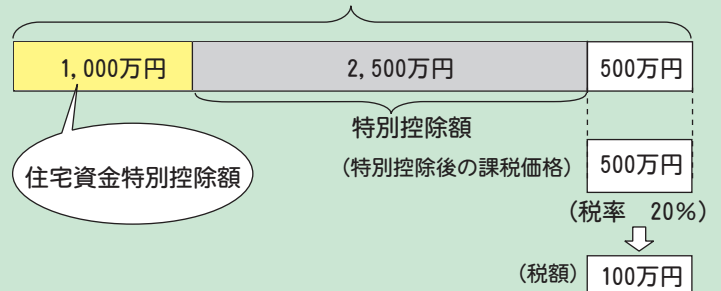 1,000万円 2,500万円 500万円
特別控除額
住宅資金特別控除額
(特別控除後の課税価格) 500万円
(税率 20%)
(税額) 100万円